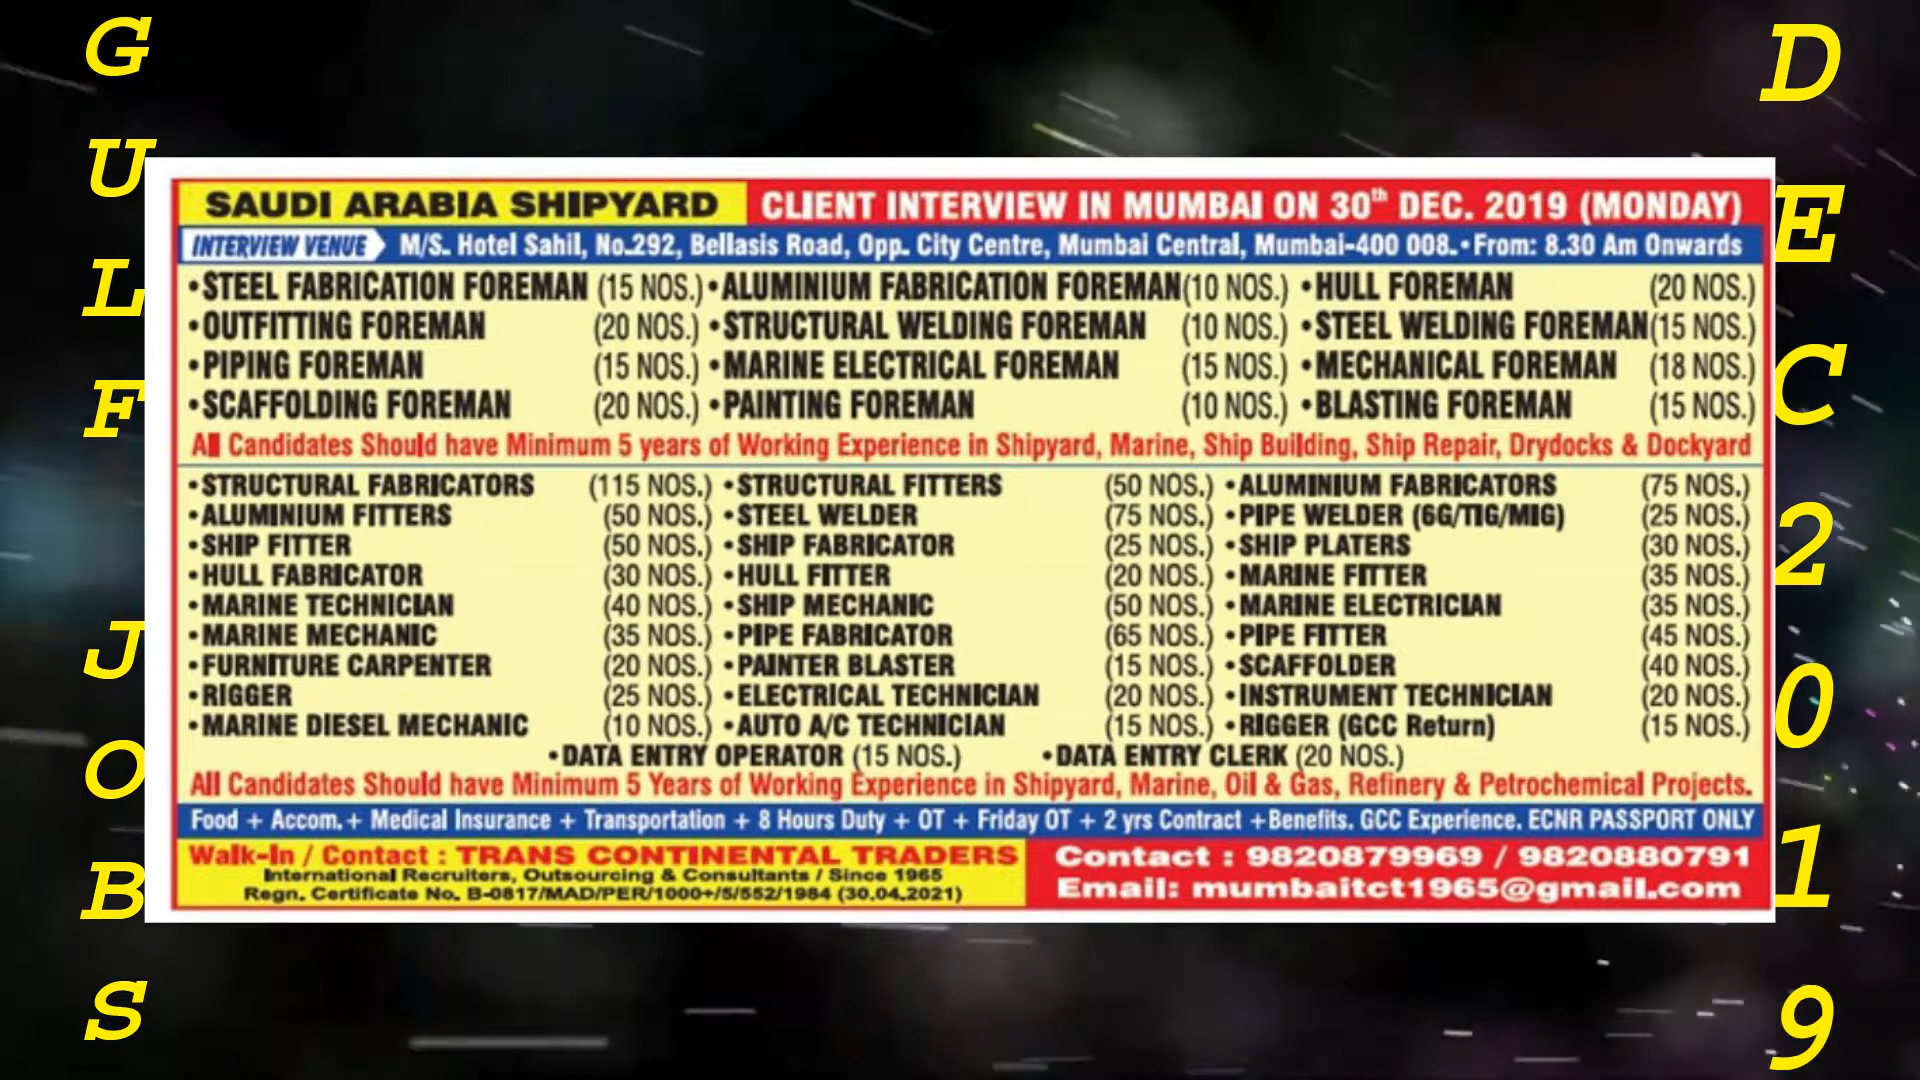 GULF JOBS
DEC 2019
SAUDI ARABIA SHIPYARD CLIENT INTERVIEW IN MUMBAI ON 30th DEC. 2019 (MONDAY)
INTERVIEW VENUE M/S. Hotel Sahil, No.292, Bellasis Road, Opp. City Centre, Mumbai Central, Mumbai-400 008. • From: 8.30 Am Onwards
• STEEL FABRICATION FOREMAN (15 NOS.) • ALUMINIUM FABRICATION FOREMAN (10 NOS.) • HULL FOREMAN (20 NOS.)
• OUTFITTING FOREMAN (20 NOS.) • STRUCTURAL WELDING FOREMAN (10 NOS.) • STEEL WELDING FOREMAN (15 NOS.)
• PIPING FOREMAN (15 NOS.) • MARINE ELECTRICAL FOREMAN (15 NOS.) • MECHANICAL FOREMAN (18 NOS.)
• SCAFFOLDING FOREMAN (20 NOS.) • PAINTING FOREMAN (10 NOS.) • BLASTING FOREMAN (15 NOS.)
All Candidates Should have Minimum 5 years of Working Experience in Shipyard, Marine, Ship Building, Ship Repair, Drydocks & Dockyard
• STRUCTURAL FABRICATORS (115 NOS.) • STRUCTURAL FITTERS (50 NOS.) • ALUMINIUM FABRICATORS (75 NOS.)
• ALUMINIUM FITTERS (50 NOS.) • STEEL WELDER (75 NOS.) • PIPE WELDER (6G/TIG/MIG) (25 NOS.)
• SHIP FITTER (50 NOS.) • SHIP FABRICATOR (25 NOS.) • SHIP PLATERS (30 NOS.)
• HULL FABRICATOR (30 NOS.) • HULL FITTER (20 NOS.) • MARINE FITTER (35 NOS.)
• MARINE TECHNICIAN (40 NOS.) • SHIP MECHANIC (50 NOS.) • MARINE ELECTRICIAN (35 NOS.)
• MARINE MECHANIC (35 NOS.) • PIPE FABRICATOR (65 NOS.) • PIPE FITTER (45 NOS.)
• FURNITURE CARPENTER (20 NOS.) • PAINTER BLASTER (15 NOS.) • SCAFFOLDER (40 NOS.)
• RIGGER (25 NOS.) • ELECTRICAL TECHNICIAN (20 NOS.) • INSTRUMENT TECHNICIAN (20 NOS.)
• MARINE DIESEL MECHANIC (10 NOS.) • AUTO A/C TECHNICIAN (15 NOS.) • RIGGER (GCC Return) (15 NOS.)
• DATA ENTRY OPERATOR (15 NOS.) • DATA ENTRY CLERK (20 NOS.)
All Candidates Should have Minimum 5 Years of Working Experience in Shipyard, Marine, Oil & Gas, Refinery & Petrochemical Projects.
Food + Accom. + Medical Insurance + Transportation + 8 Hours Duty + OT + Friday OT + 2 yrs Contract +Benefits. GCC Experience. ECNR PASSPORT ONLY
Walk-In / Contact : TRANS CONTINENTAL TRADERS
International Recruiters, Outsourcing & Consultants / Since 1965
Regn. Certificate No. B-0817/MAD/PER/1000+/5/552/1984 (30.04.2021)
Contact : 9820879969 / 9820880791
Email: mumbaitct1965@gmail.com